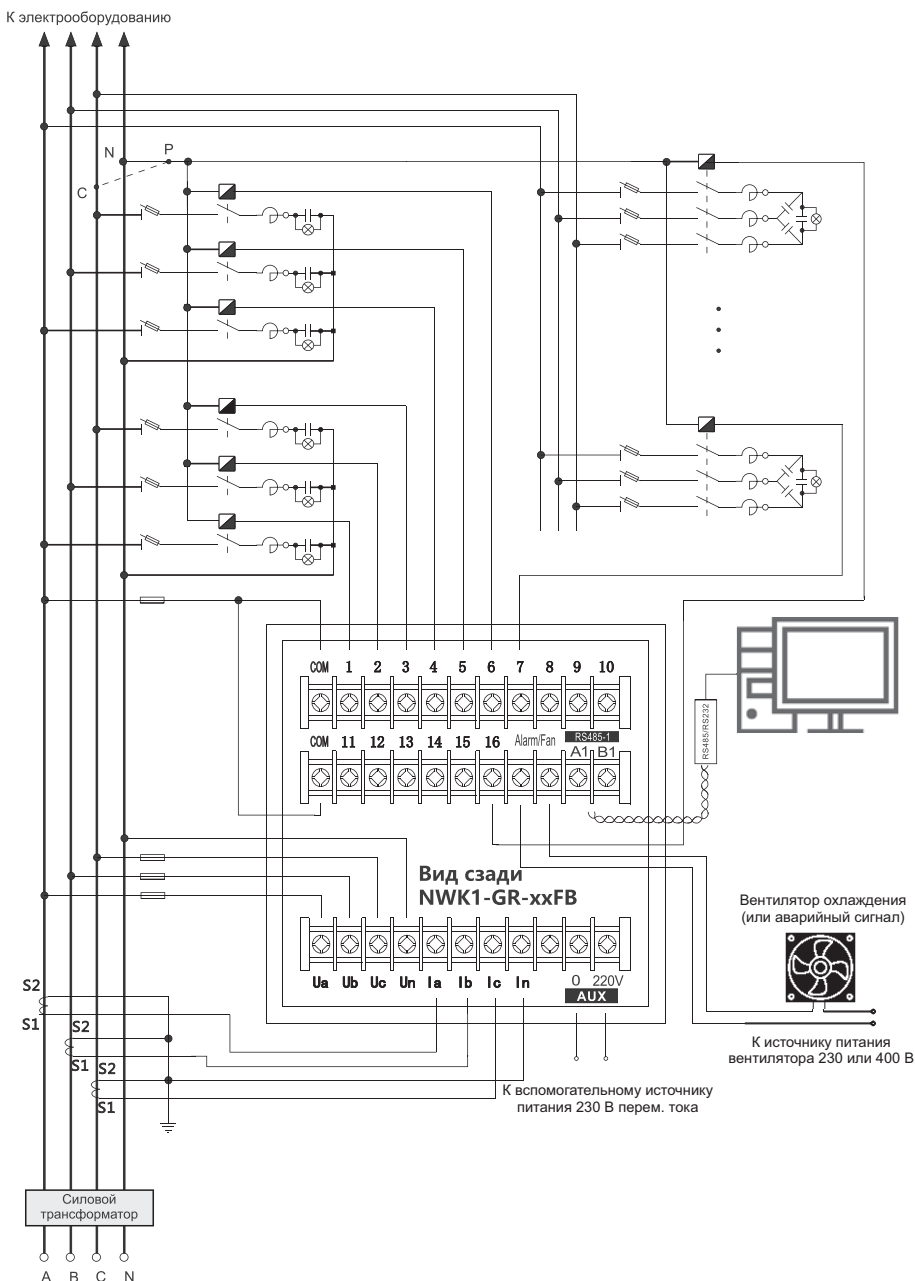 К электрооборудованию
N
P
C
COM 1 2 3 4 5 6 7 8 9 10
COM 11 12 13 14 15 16 Alarm/Fan RS485-1
A1 B1
RS485/RS232
Вид сзади
NWK1-GR-xxFB
Вентилятор охлаждения
(или аварийный сигнал)
Ua Ub Uc Un Ia Ib Ic In 0 220V
AUX
S2
S1
S2
S1
S2
S1
К источнику питания
вентилятора 230 или 400 В
К вспомогательному источнику
питания 230 В перем. тока
Силовой
трансформатор
A B C N